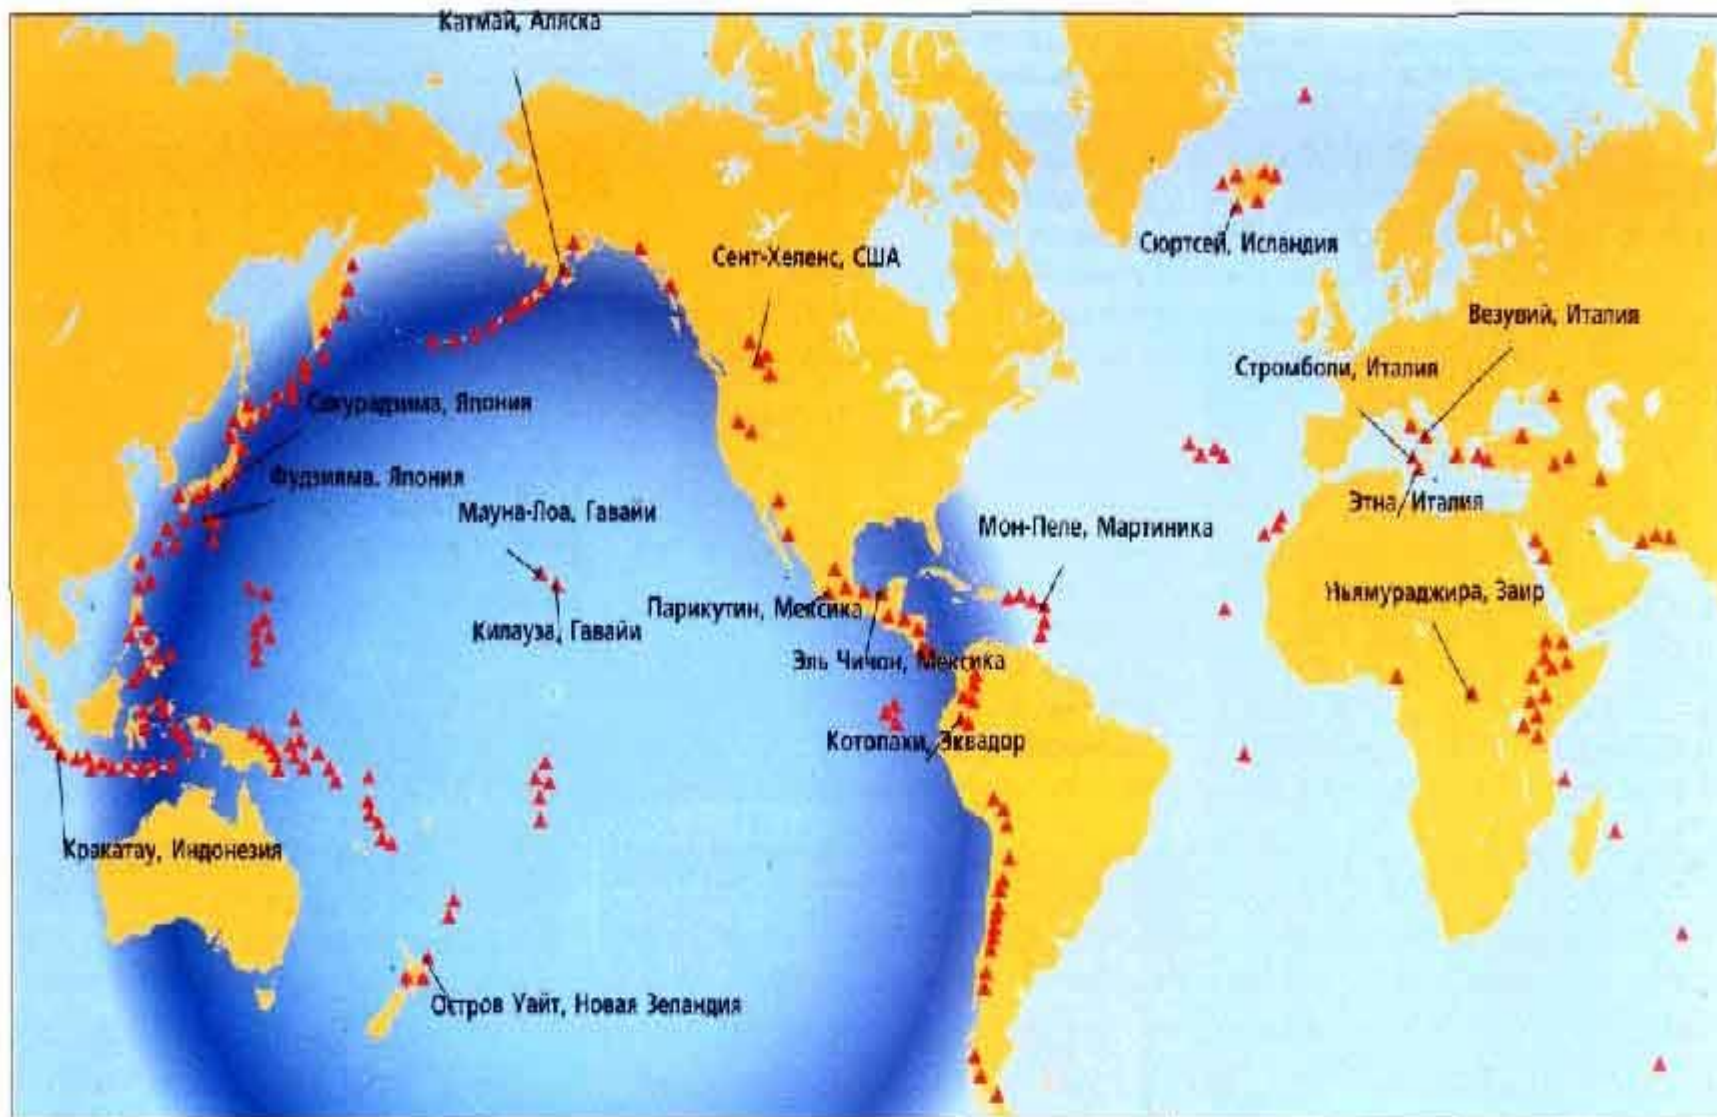 Катмай, Аляска
Сент-Хеленс, США
Сюртсей, Исландия
Везувий, Италия
Стромболи, Италия
Сакурадзима, Япония
Фудзияма. Япония
Мауна-Лоа, Гавайи
Мон-Пеле, Мартиника
Этна, Италия
Парикутин, Мексика
Ньямураджира, Заир
Килауза, Гавайи
Эль Чичон, Мексика
Котопахи, Эквадор
Кракатау, Индонезия
Остров Уайт, Новая Зеландия